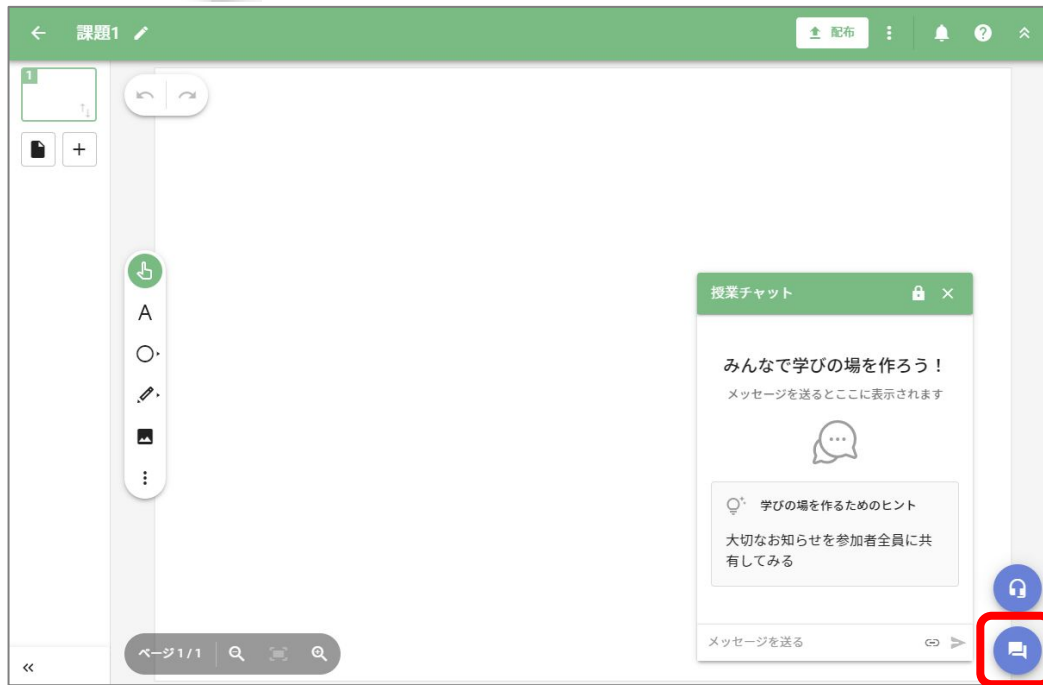 課題1
配布
1
A
授業チャット
みんなで学びの場を作ろう！
メッセージを送るとここに表示されます
学びの場を作るためのヒント
大切なお知らせを参加者全員に共
有してみる
メッセージを送る
ページ1/1